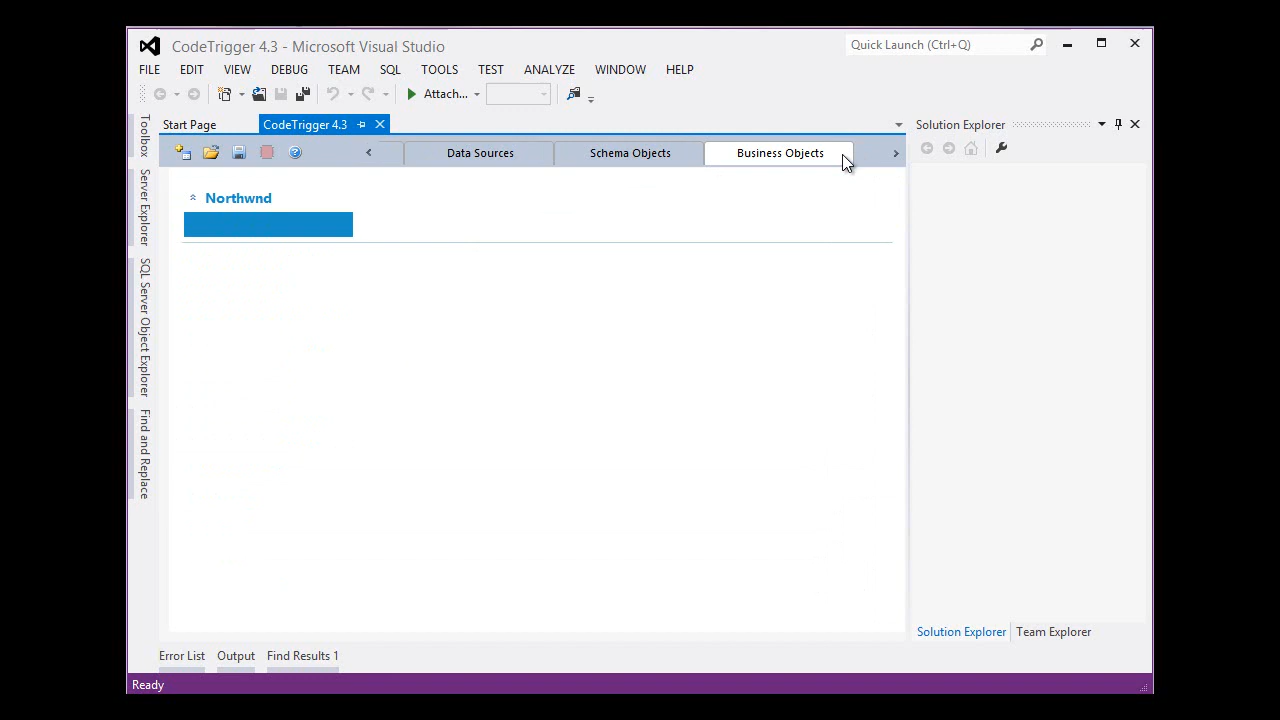 CodeTrigger 4.3 - Microsoft Visual Studio
Quick Launch (Ctrl+Q)
FILE EDIT VIEW DEBUG TEAM SQL TOOLS TEST ANALYZE WINDOW HELP
Attach...
Start Page
CodeTrigger 4.3
Solution Explorer
Data Sources
Schema Objects
Business Objects
Northwnd
Toolbox
Server Explorer
SQL Server Object Explorer
Find and Replace
Solution Explorer
Team Explorer
Error List
Output
Find Results 1
Ready